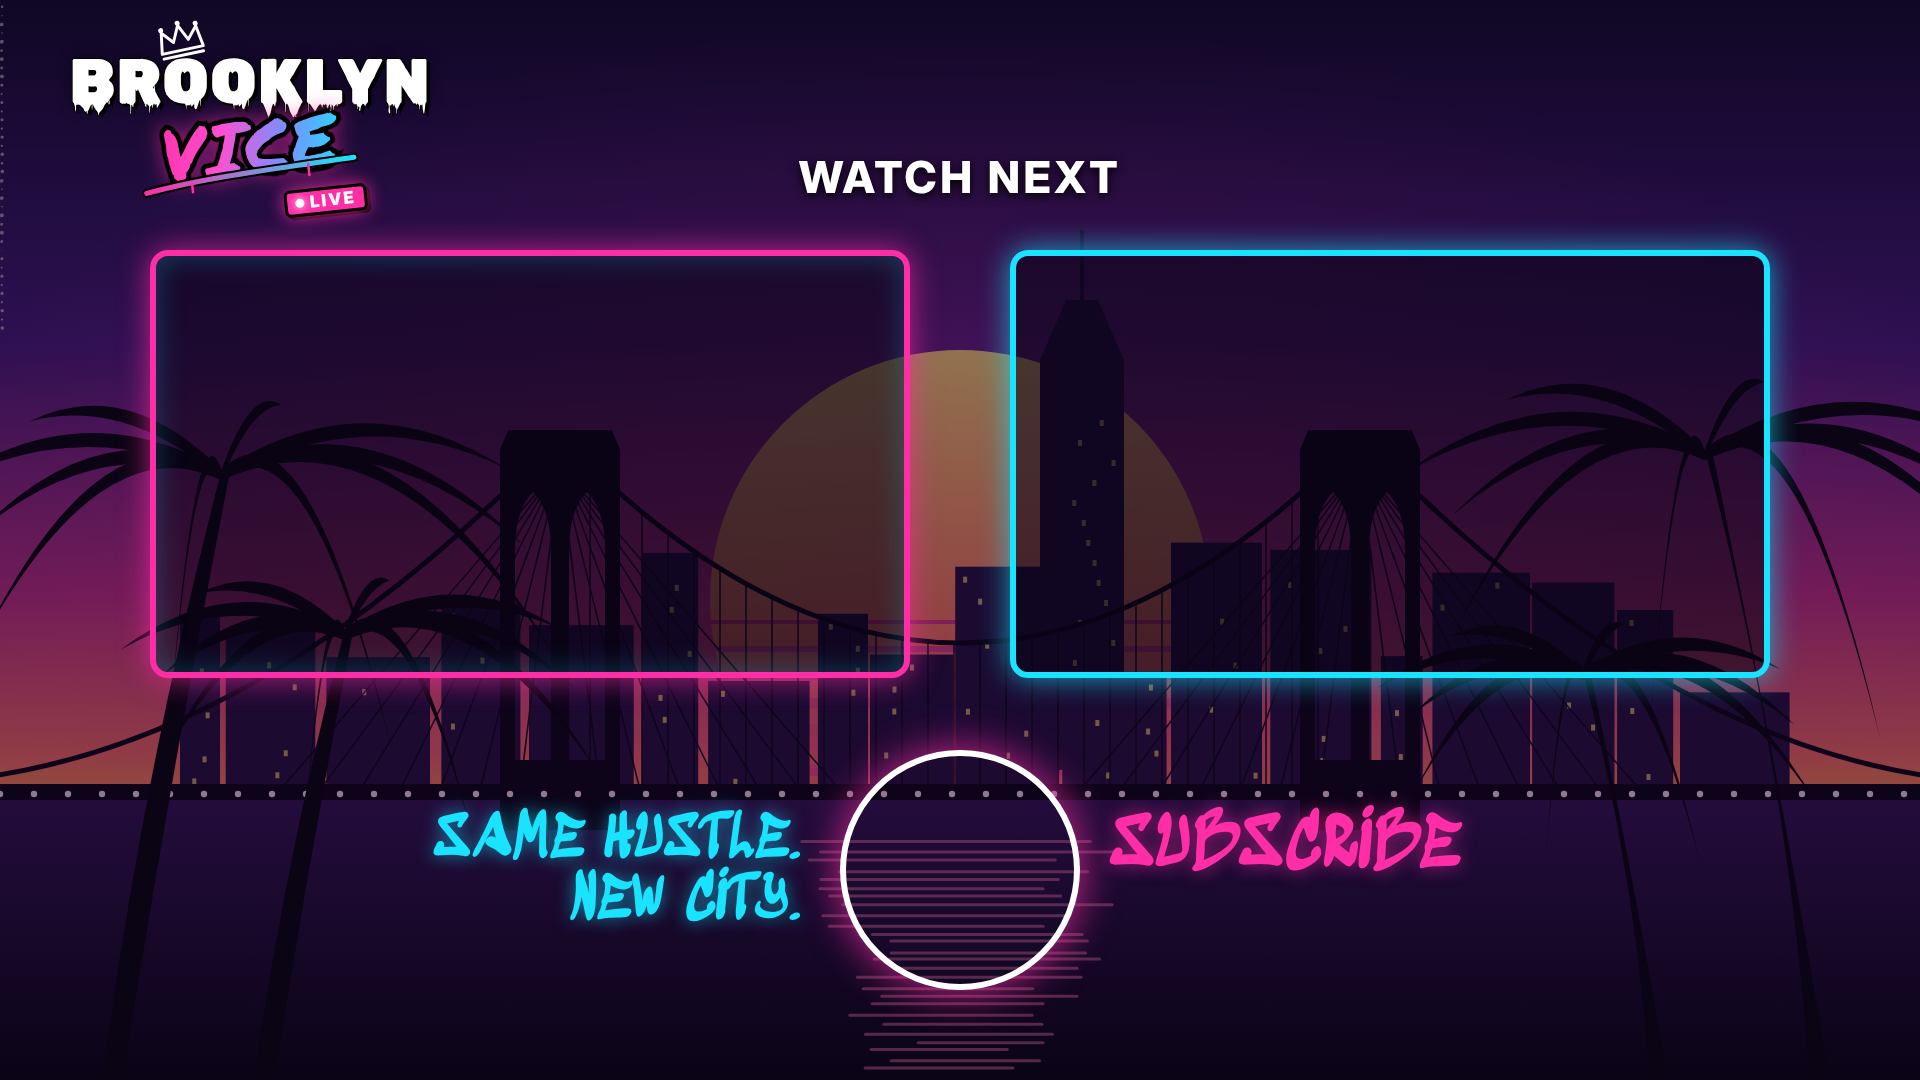 BROOKLYN
VICE
LIVE
WATCH NEXT
SAME HUSTLE.
NEW CITY.
SUBSCRIBE